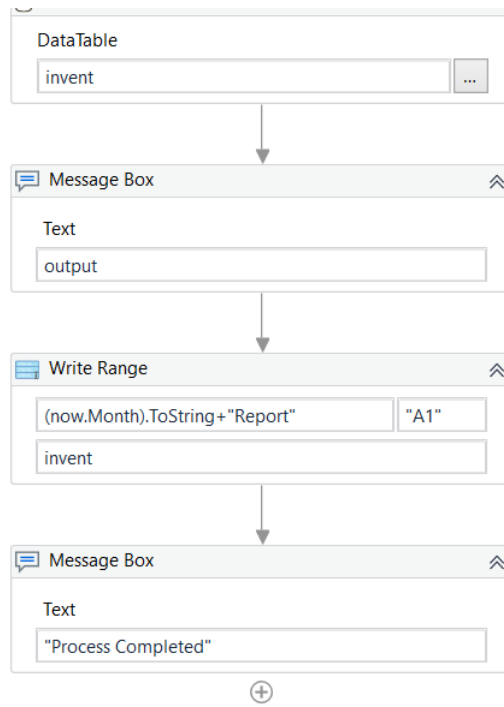 DataTable
invent
...
Message Box
Text
output
Write Range
(now.Month).ToString+"Report" "A1"
invent
Message Box
Text
"Process Completed"